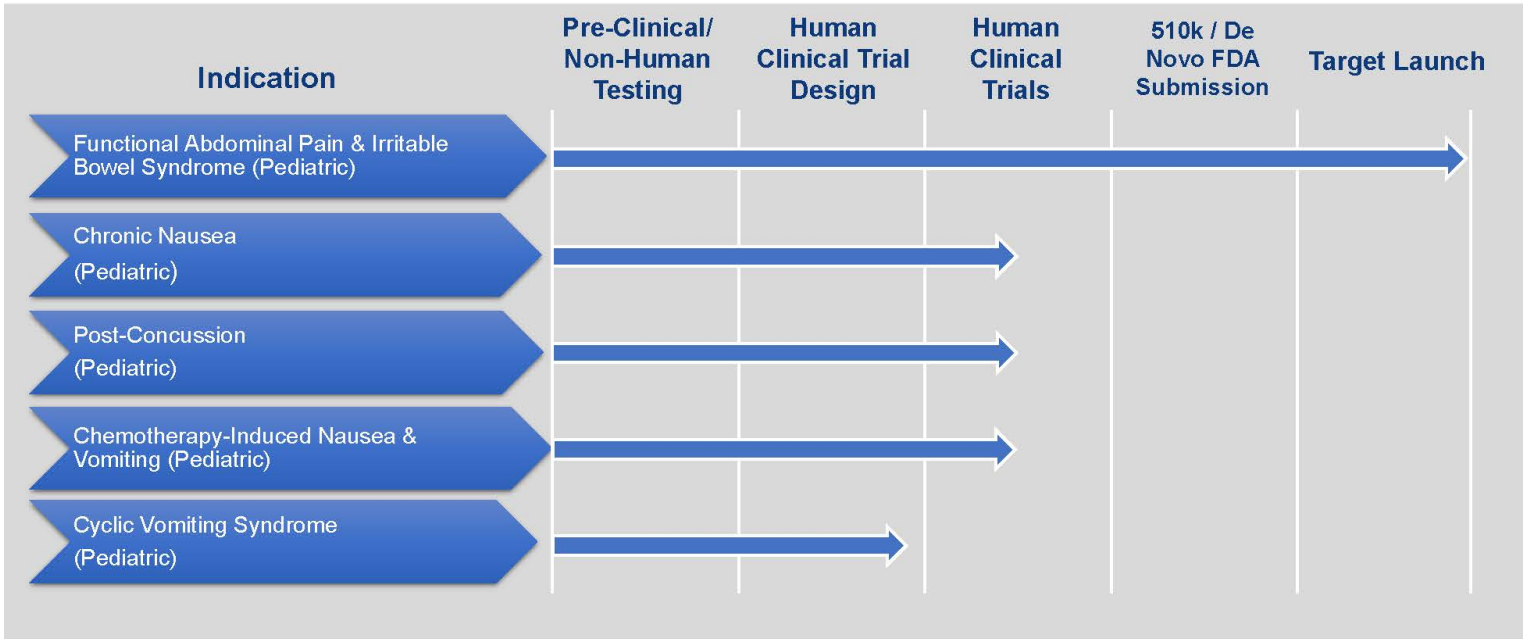 Indication
Pre-Clinical/
Non-Human
Testing
Human
Clinical Trial
Design
Human
Clinical
Trials
510k / De
Novo FDA
Submission
Target Launch
Functional Abdominal Pain & Irritable
Bowel Syndrome (Pediatric)
Chronic Nausea
(Pediatric)
Post-Concussion
(Pediatric)
Chemotherapy-Induced Nausea &
Vomiting (Pediatric)
Cyclic Vomiting Syndrome
(Pediatric)